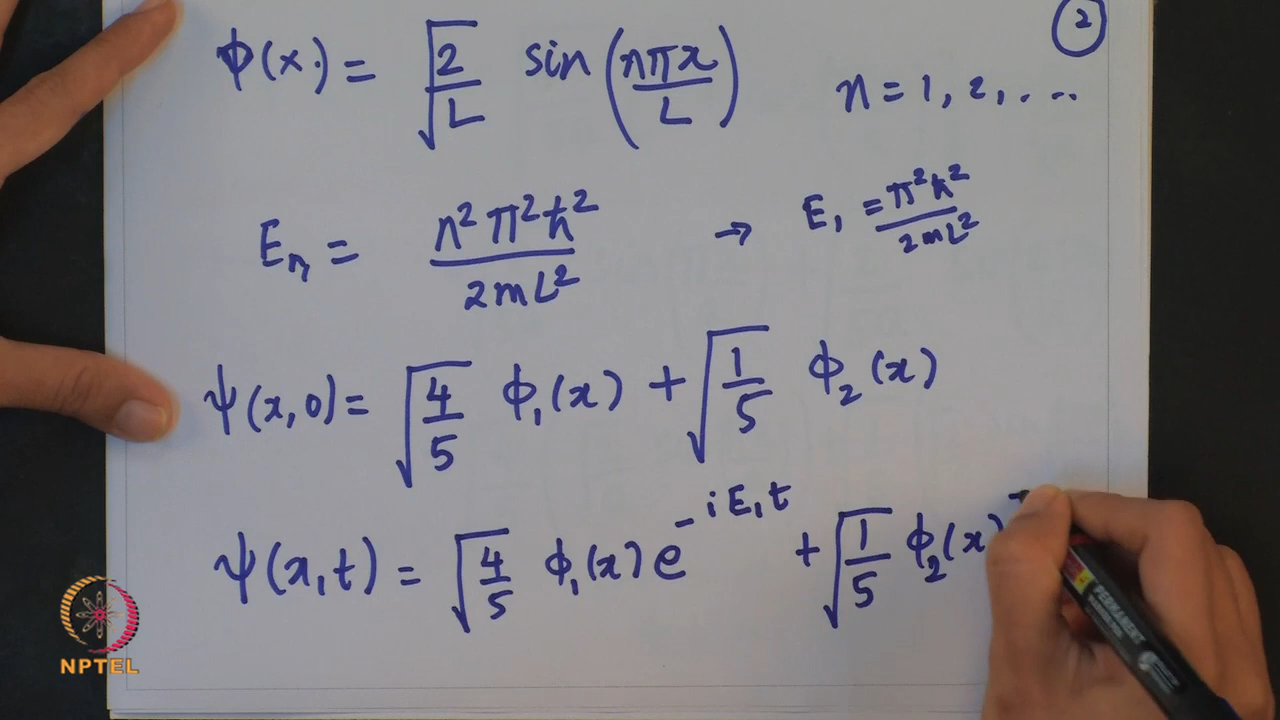 ②
ϕ(x.) = √(2/L) sin(nπx/L) n = 1, 2, ...
Eₙ = n²π²ħ²/2mL² → E₁ = π²ħ²/2mL²
ψ(x,0) = √(4/5) ϕ₁(x) + √(1/5) ϕ₂(x)
ψ(x,t) = √(4/5) ϕ₁(x) e^(-iE₁t) + √(1/5) ϕ₂(x)
NPTEL
PERMANENT